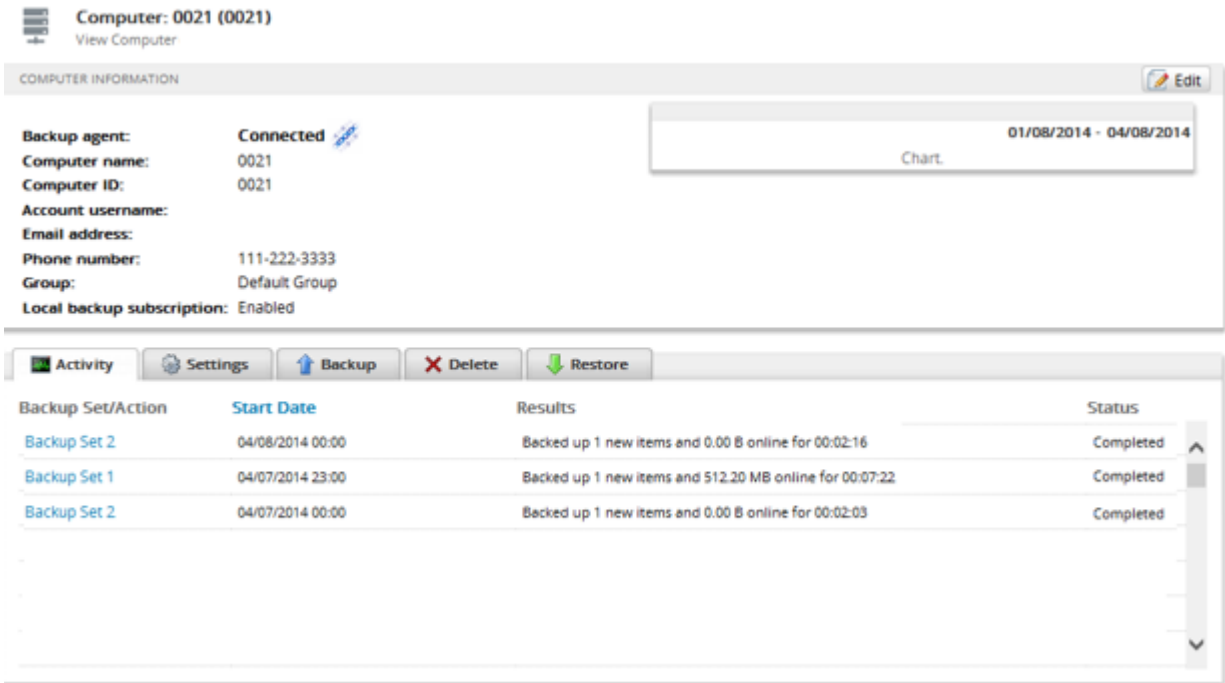 Computer: 0021 (0021)
View Computer
COMPUTER INFORMATION
Edit
Backup agent: Connected
01/08/2014 - 04/08/2014
Computer name: 0021
Chart.
Computer ID: 0021
Account username:
Email address:
Phone number: 111-222-3333
Group: Default Group
Local backup subscription: Enabled
Activity Settings Backup Delete Restore
Backup Set/Action Start Date Results Status
Backup Set 2 04/08/2014 00:00 Backed up 1 new items and 0.00 B online for 00:02:16 Completed
Backup Set 1 04/07/2014 23:00 Backed up 1 new items and 512.20 MB online for 00:07:22 Completed
Backup Set 2 04/07/2014 00:00 Backed up 1 new items and 0.00 B online for 00:02:03 Completed